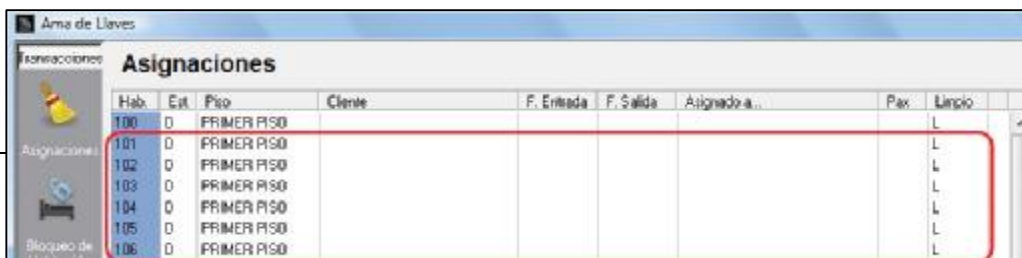 Ama de Llaves
Transacciones
Asignaciones
Hab. Est Piso Cliente F. Entrada F. Salida Asignado a... Pax Limpio
100 D PRIMER PISO L
101 D PRIMER PISO L
Asignaciones
102 D PRIMER PISO L
103 D PRIMER PISO L
104 D PRIMER PISO L
105 D PRIMER PISO L
Bloqueo de
106 D PRIMER PISO L